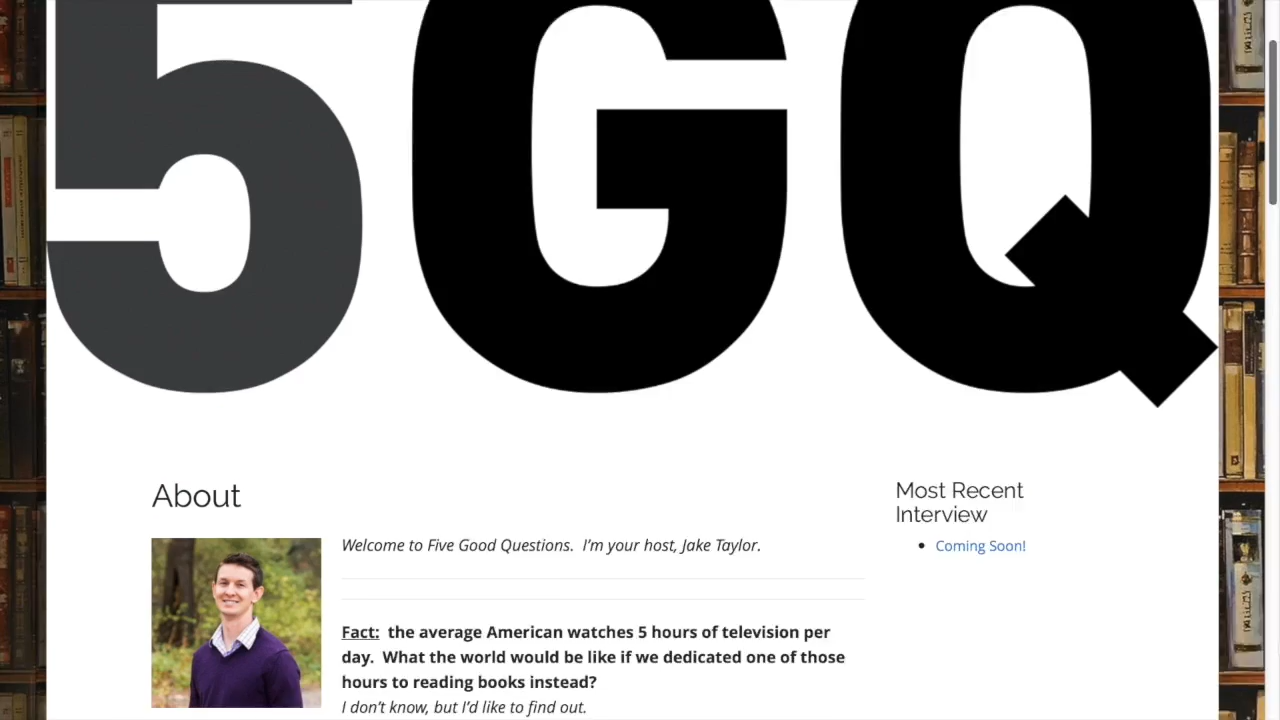 5GQ
About
Most Recent
Interview
Welcome to Five Good Questions.  I'm your host, Jake Taylor.
Coming Soon!
Fact:  the average American watches 5 hours of television per
day.  What the world would be like if we dedicated one of those
hours to reading books instead?
I don't know, but I'd like to find out.